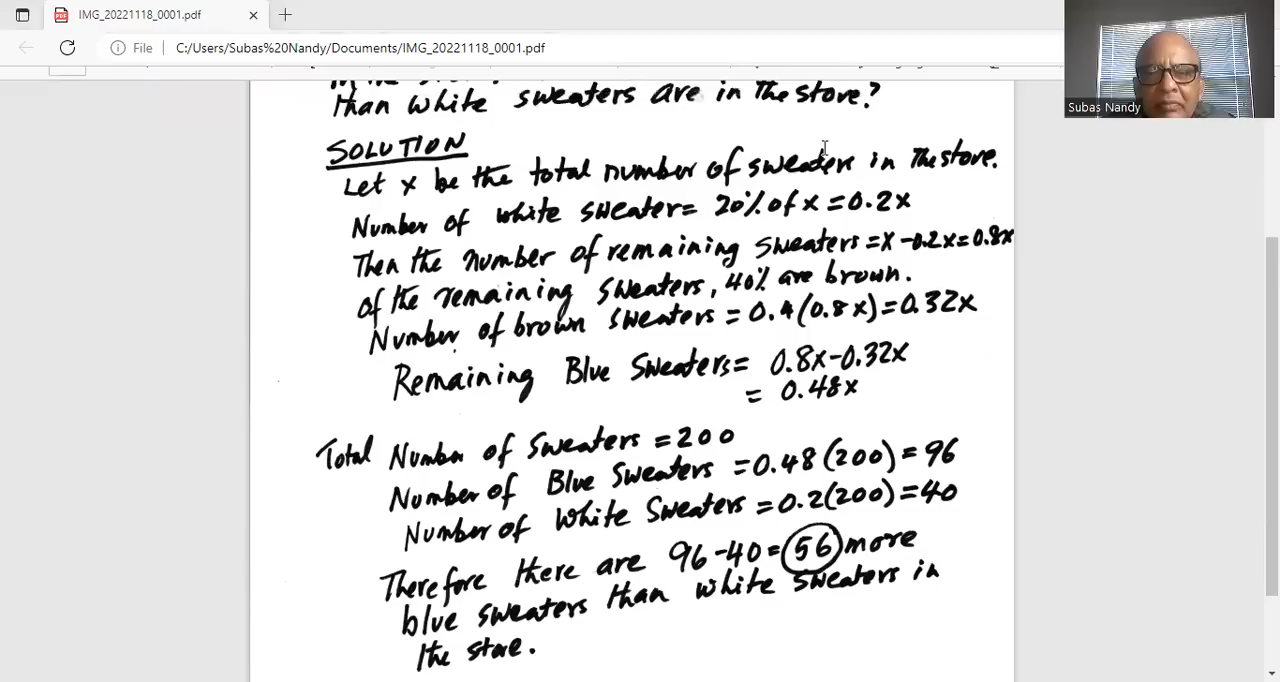 IMG_20221118_0001.pdf
File C:/Users/Subas%20Nandy/Documents/IMG_20221118_0001.pdf
Subas Nandy
than white sweaters are in the store?
SOLUTION
Let x be the total number of sweaters in the store.
Number of white sweater= 20% of x = 0.2x
Then the number of remaining sweaters = x - 0.2x = 0.8x
of the remaining sweaters, 40% are brown.
Number of brown sweaters = 0.4(0.8x) = 0.32x
Remaining Blue Sweaters = 0.8x - 0.32x
= 0.48x
Total Number of Sweaters = 200
Number of Blue Sweaters = 0.48(200) = 96
Number of White Sweaters = 0.2(200) = 40
Therefore there are 96 - 40 = 56 more
blue sweaters than white sweaters in
the store.